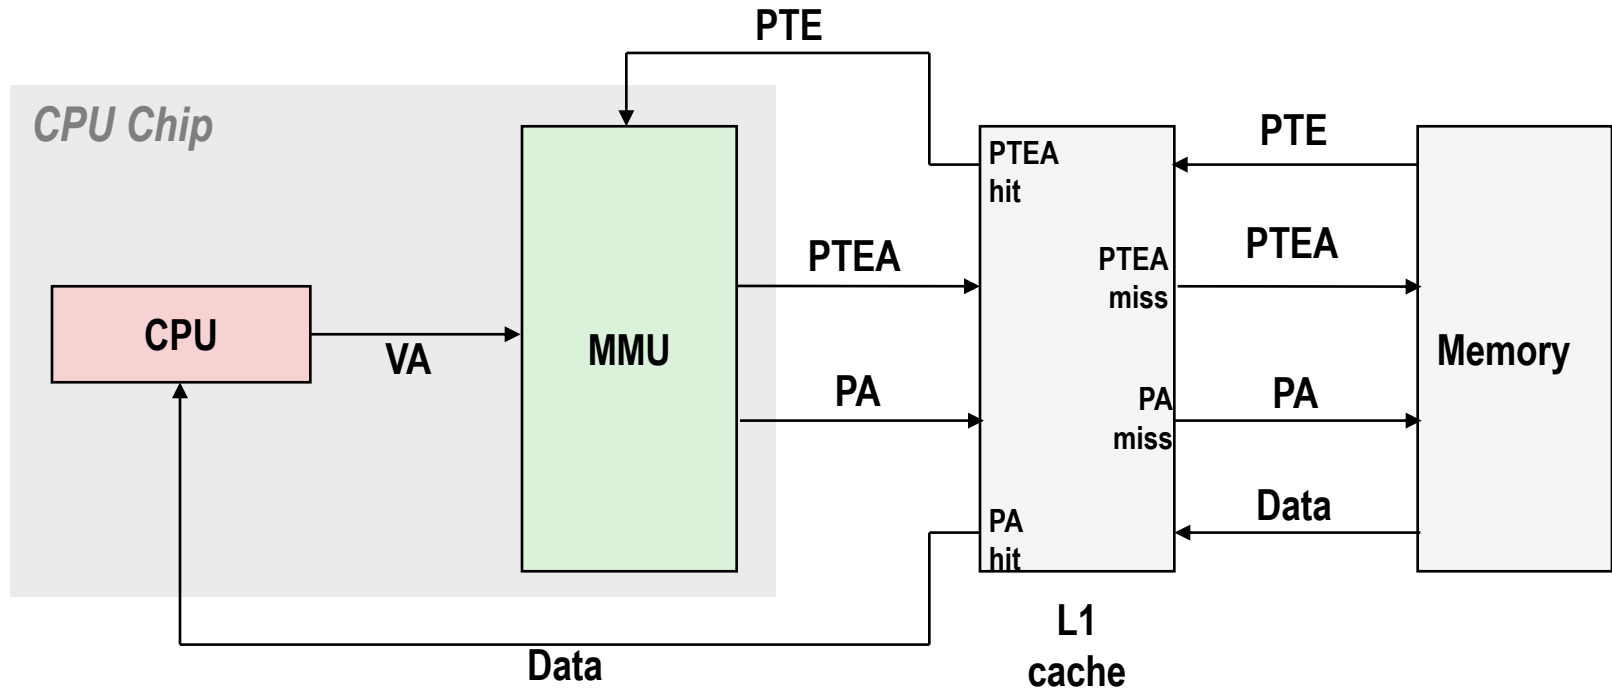 PTE
CPU Chip
PTEA
hit
PTE
PTEA
PTEA
miss
PTEA
CPU
VA
MMU
Memory
PA
PA
miss
PA
PA
hit
Data
Data
L1
cache